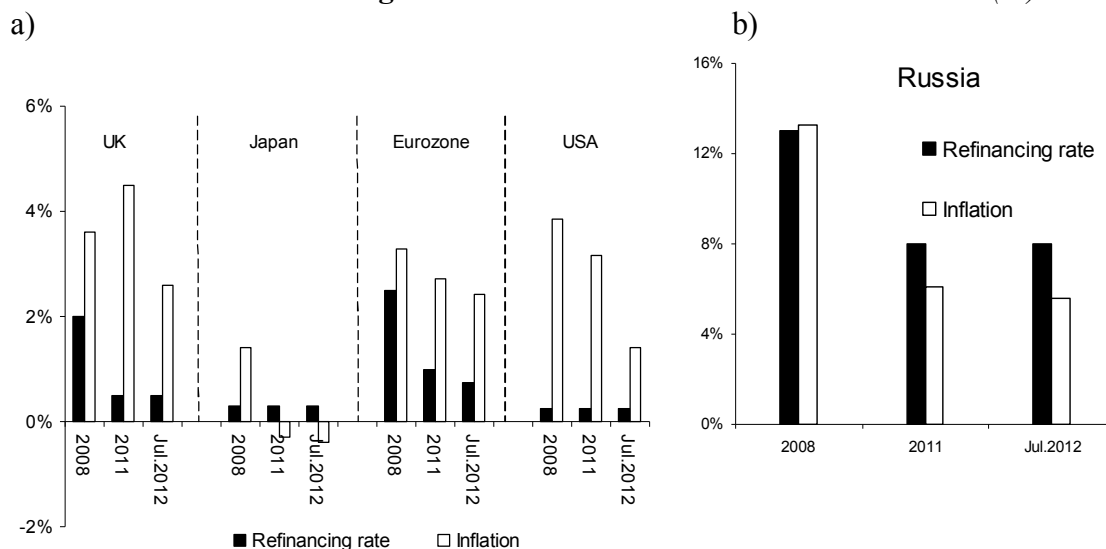 a)
b)
6%
4%
2%
0%
-2%
UK
Japan
Eurozone
USA
2008
2011
Jul.2012
2008
2011
Jul.2012
2008
2011
Jul.2012
2008
2011
Jul.2012
Refinancing rate
Inflation
Russia
16%
12%
8%
4%
0%
Refinancing rate
Inflation
2008
2011
Jul.2012